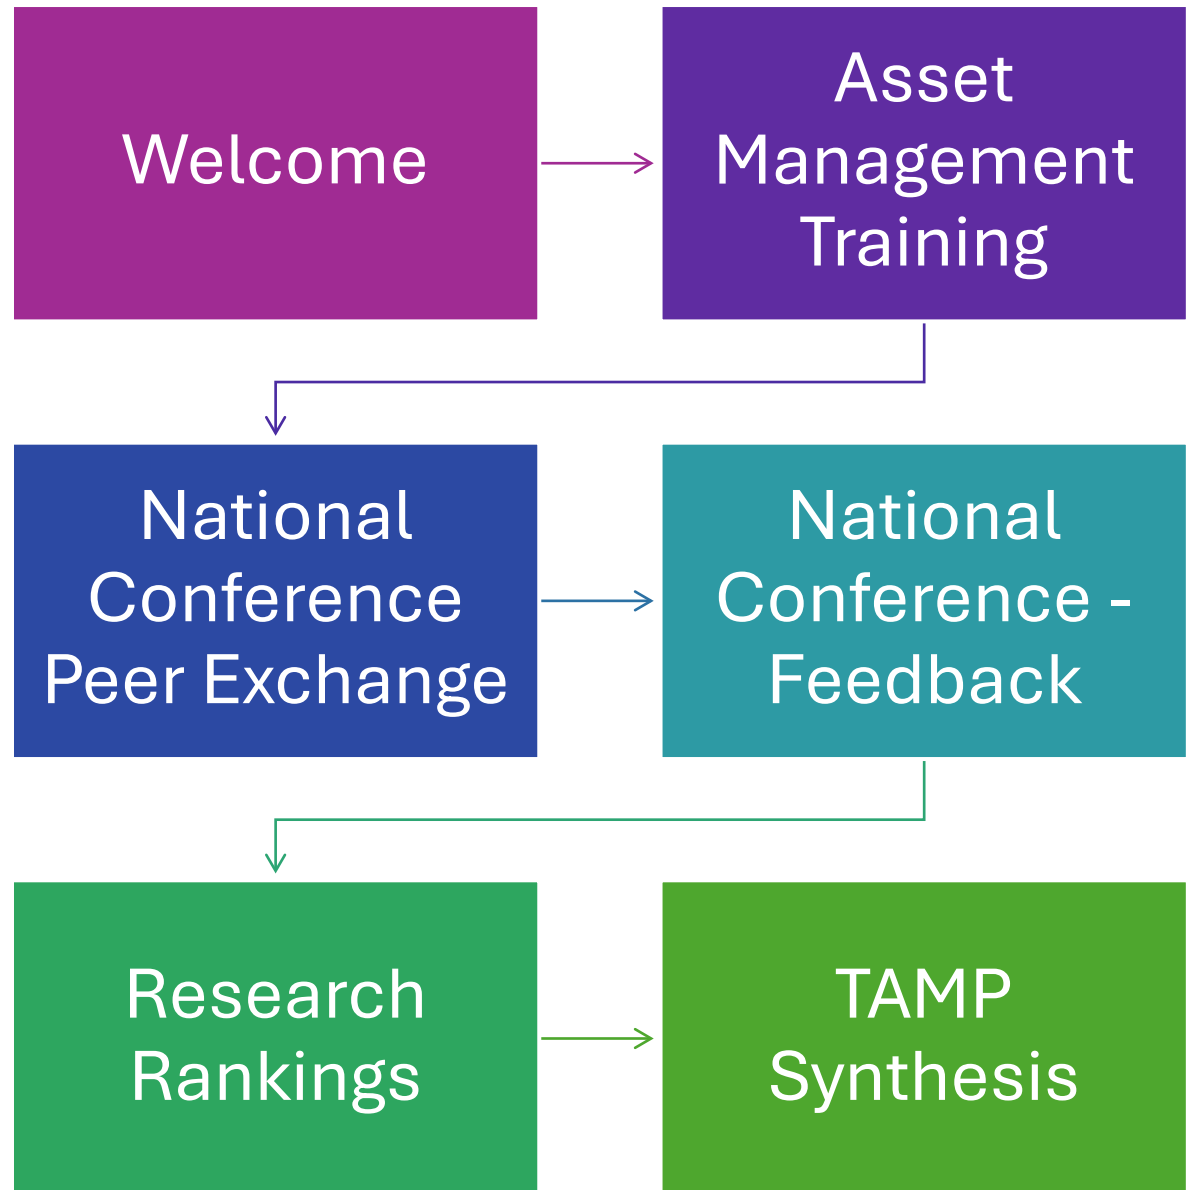 Welcome
Asset
Management
Training
National
Conference
Peer Exchange
National
Conference -
Feedback
Research
Rankings
TAMP
Synthesis